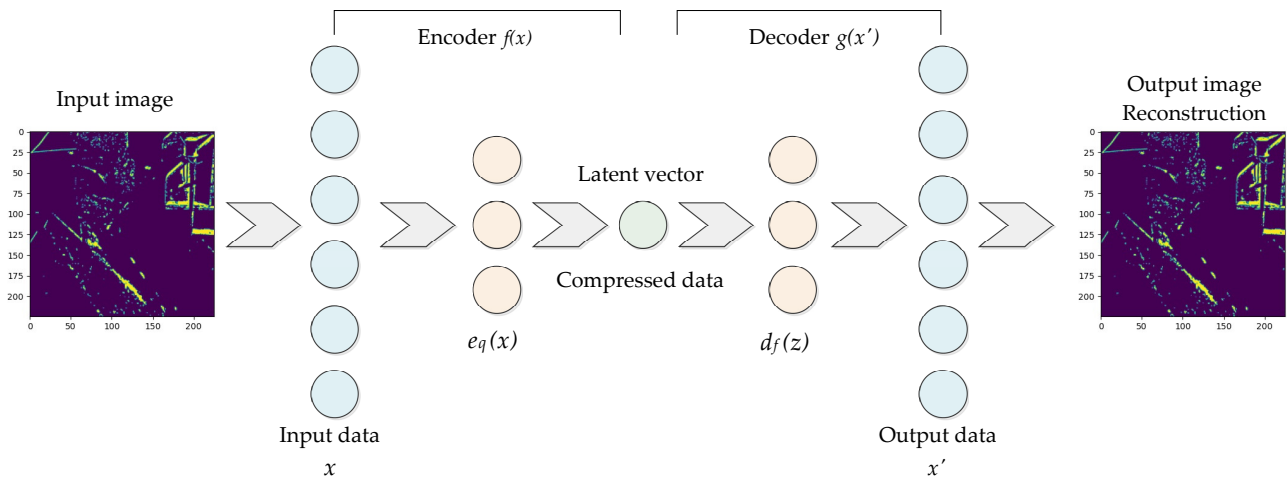 Encoder f(x)
Decoder g(x′)
Input image
Output image
Reconstruction
0
25
50
75
100
125
150
175
200
0 50 100 150 200
Latent vector
Compressed data
eq(x)
df(z)
Input data
x
Output data
x′
0
25
50
75
100
125
150
175
200
0 50 100 150 200